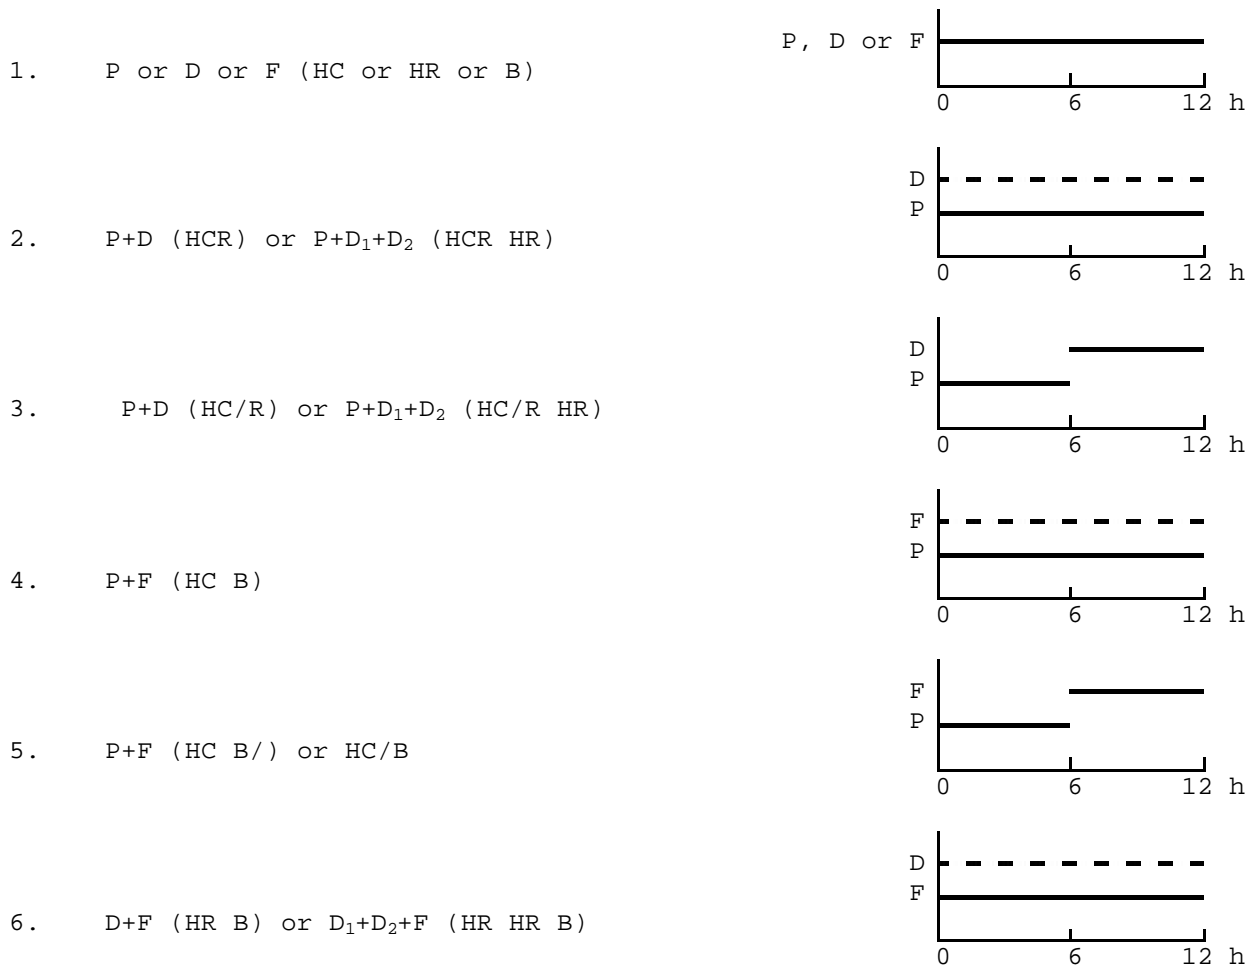 P, D or F
1. P or D or F (HC or HR or B)
0 6 12 h
D
P
2. P+D (HCR) or P+D₁+D₂ (HCR HR)
0 6 12 h
D
P
3. P+D (HC/R) or P+D₁+D₂ (HC/R HR)
0 6 12 h
F
P
4. P+F (HC B)
0 6 12 h
F
P
5. P+F (HC B/) or HC/B
0 6 12 h
D
F
6. D+F (HR B) or D₁+D₂+F (HR HR B)
0 6 12 h